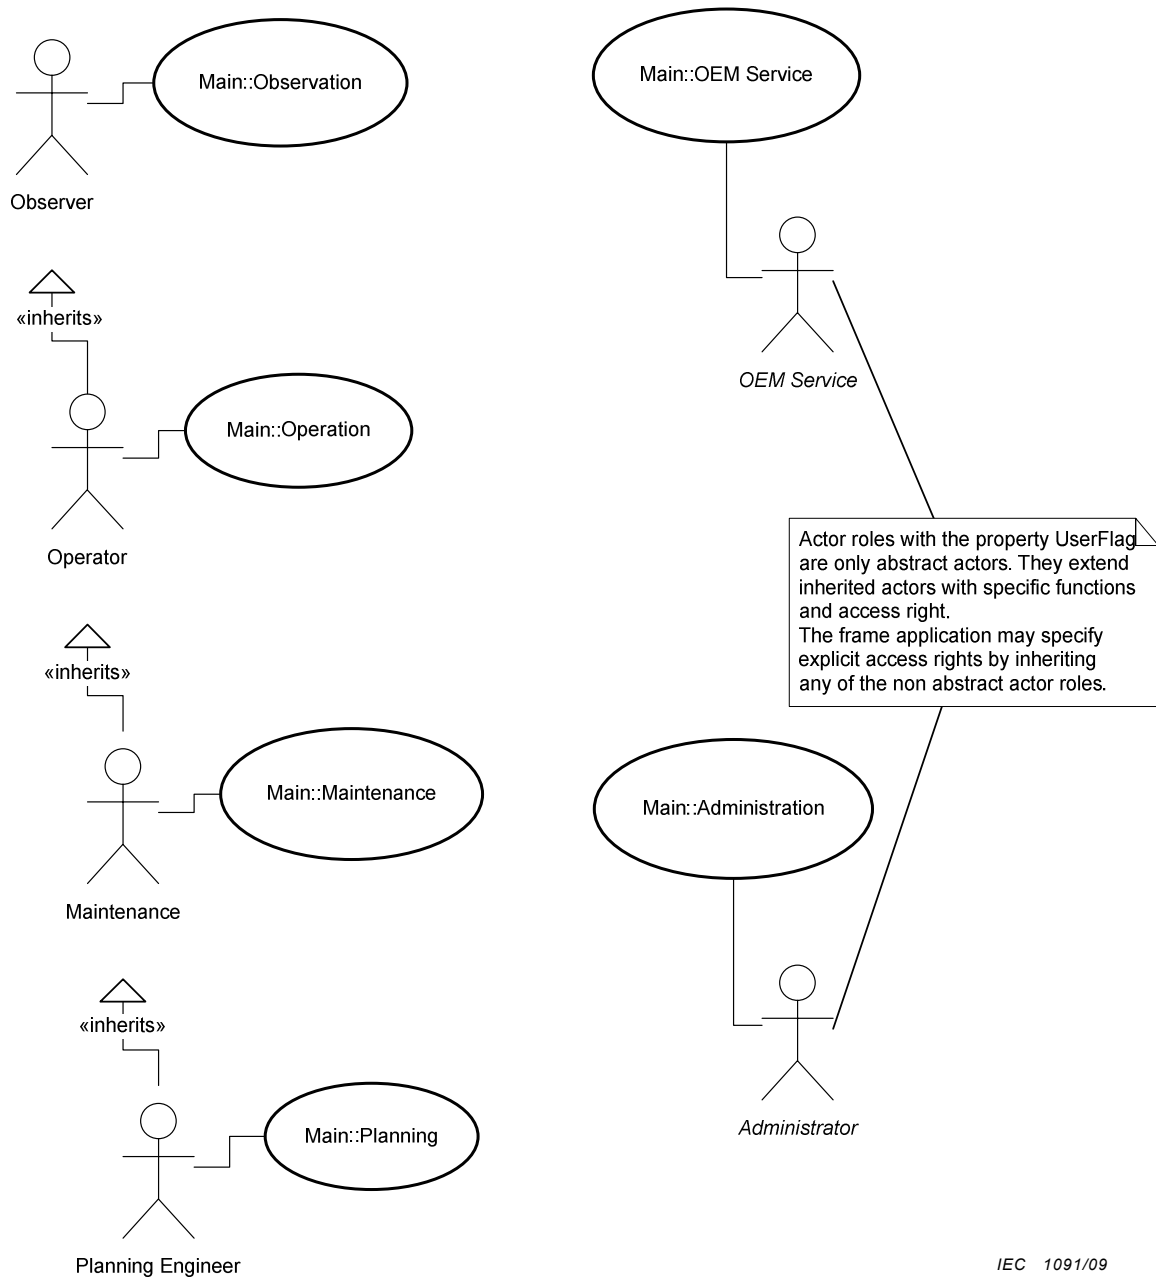 Main::Observation
Observer
«inherits»
Main::Operation
Operator
«inherits»
Main::Maintenance
Maintenance
«inherits»
Main::Planning
Planning Engineer
Main::OEM Service
OEM Service
Actor roles with the property UserFlag
are only abstract actors. They extend
inherited actors with specific functions
and access right.
The frame application may specify
explicit access rights by inheriting
any of the non abstract actor roles.
Main::Administration
Administrator
IEC 1091/09